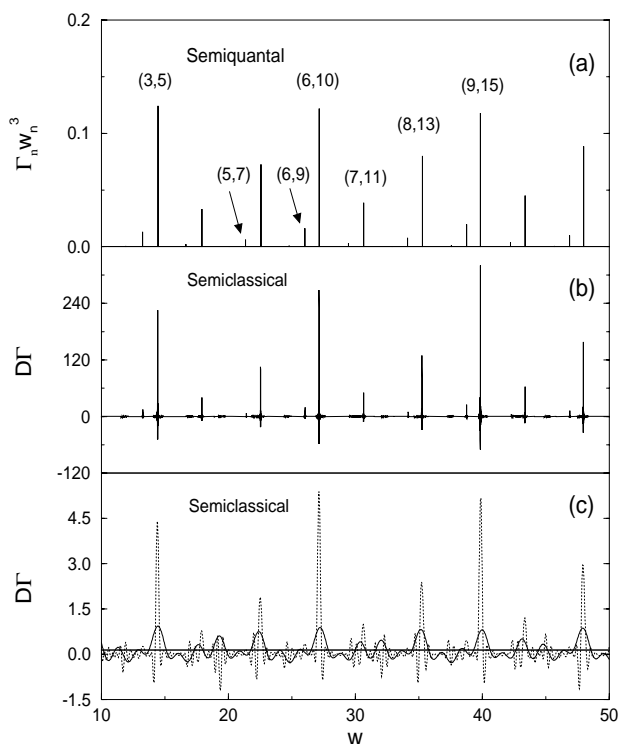 0.2
Semiquantal
(a)
(3,5)
(6,10)
(9,15)
(8,13)
Γₙwₙ³
0.1
(5,7)
(6,9)
(7,11)
0.0
Semiclassical
(b)
240
DΓ
120
0
-120
Semiclassical
(c)
4.5
DΓ
3.0
1.5
0.0
-1.5
10
20
30
40
50
w